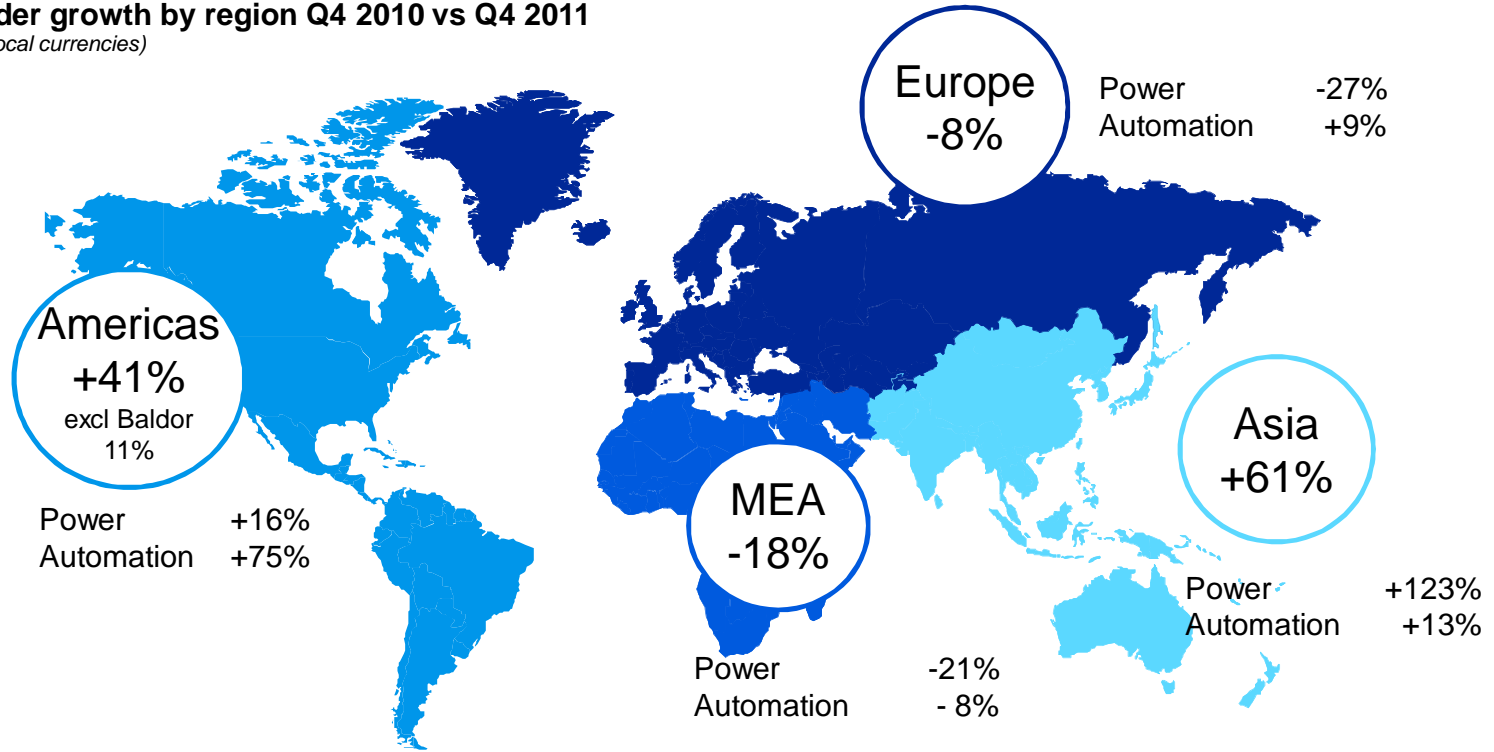 der growth by region Q4 2010 vs Q4 2011
ocal currencies)
Europe
-8%
Power -27%
Automation +9%
Americas
+41%
excl Baldor
11%
Power +16%
Automation +75%
MEA
-18%
Power -21%
Automation - 8%
Asia
+61%
Power +123%
Automation +13%